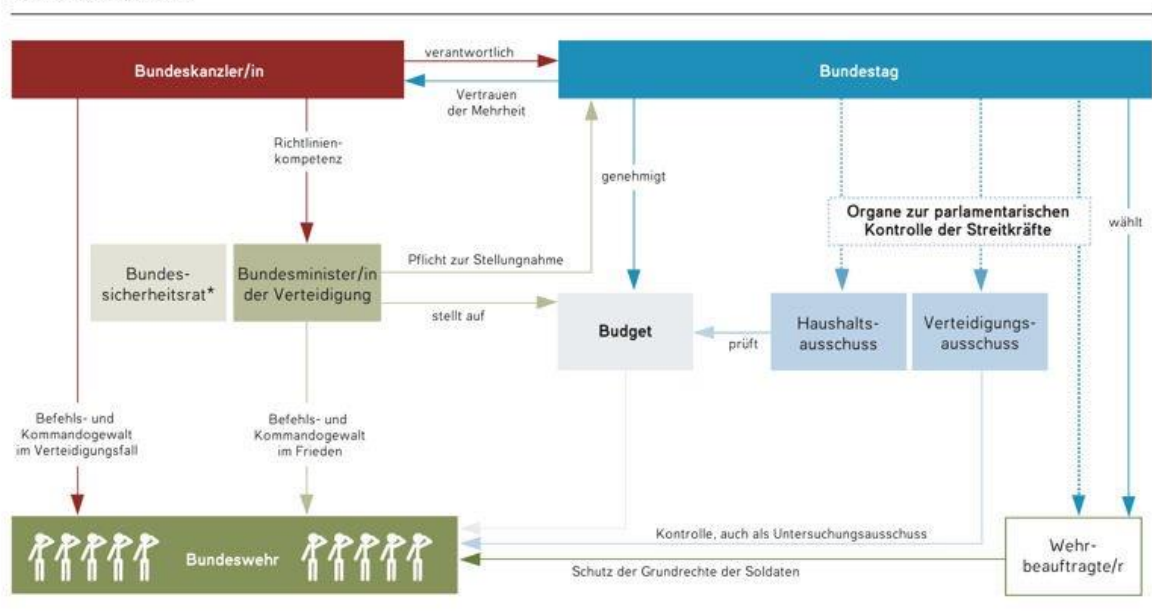 verantwortlich
Bundeskanzler/in
Bundestag
Vertrauen
der Mehrheit
Richtlinien-
kompetenz
genehmigt
Organe zur parlamentarischen
Kontrolle der Streitkräfte
wählt
Bundes-
sicherheitsrat*
Bundesminister/in
der Verteidigung
Pflicht zur Stellungnahme
stellt auf
Budget
prüft
Haushalts-
ausschuss
Verteidigungs-
ausschuss
Befehls- und
Kommandogewalt
im Verteidigungsfall
Befehls- und
Kommandogewalt
im Frieden
Bundeswehr
Kontrolle, auch als Untersuchungsausschuss
Schutz der Grundrechte der Soldaten
Wehr-
beauftragte/r